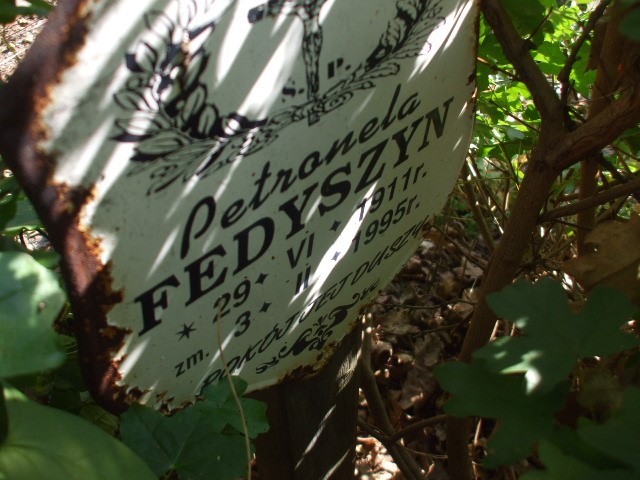 Ś. P.
Petronela
FEDYSZYN
* 29 • VI • 1911r.
zm. 3 • II • 1995r.
POKÓJ JEJ DUSZY